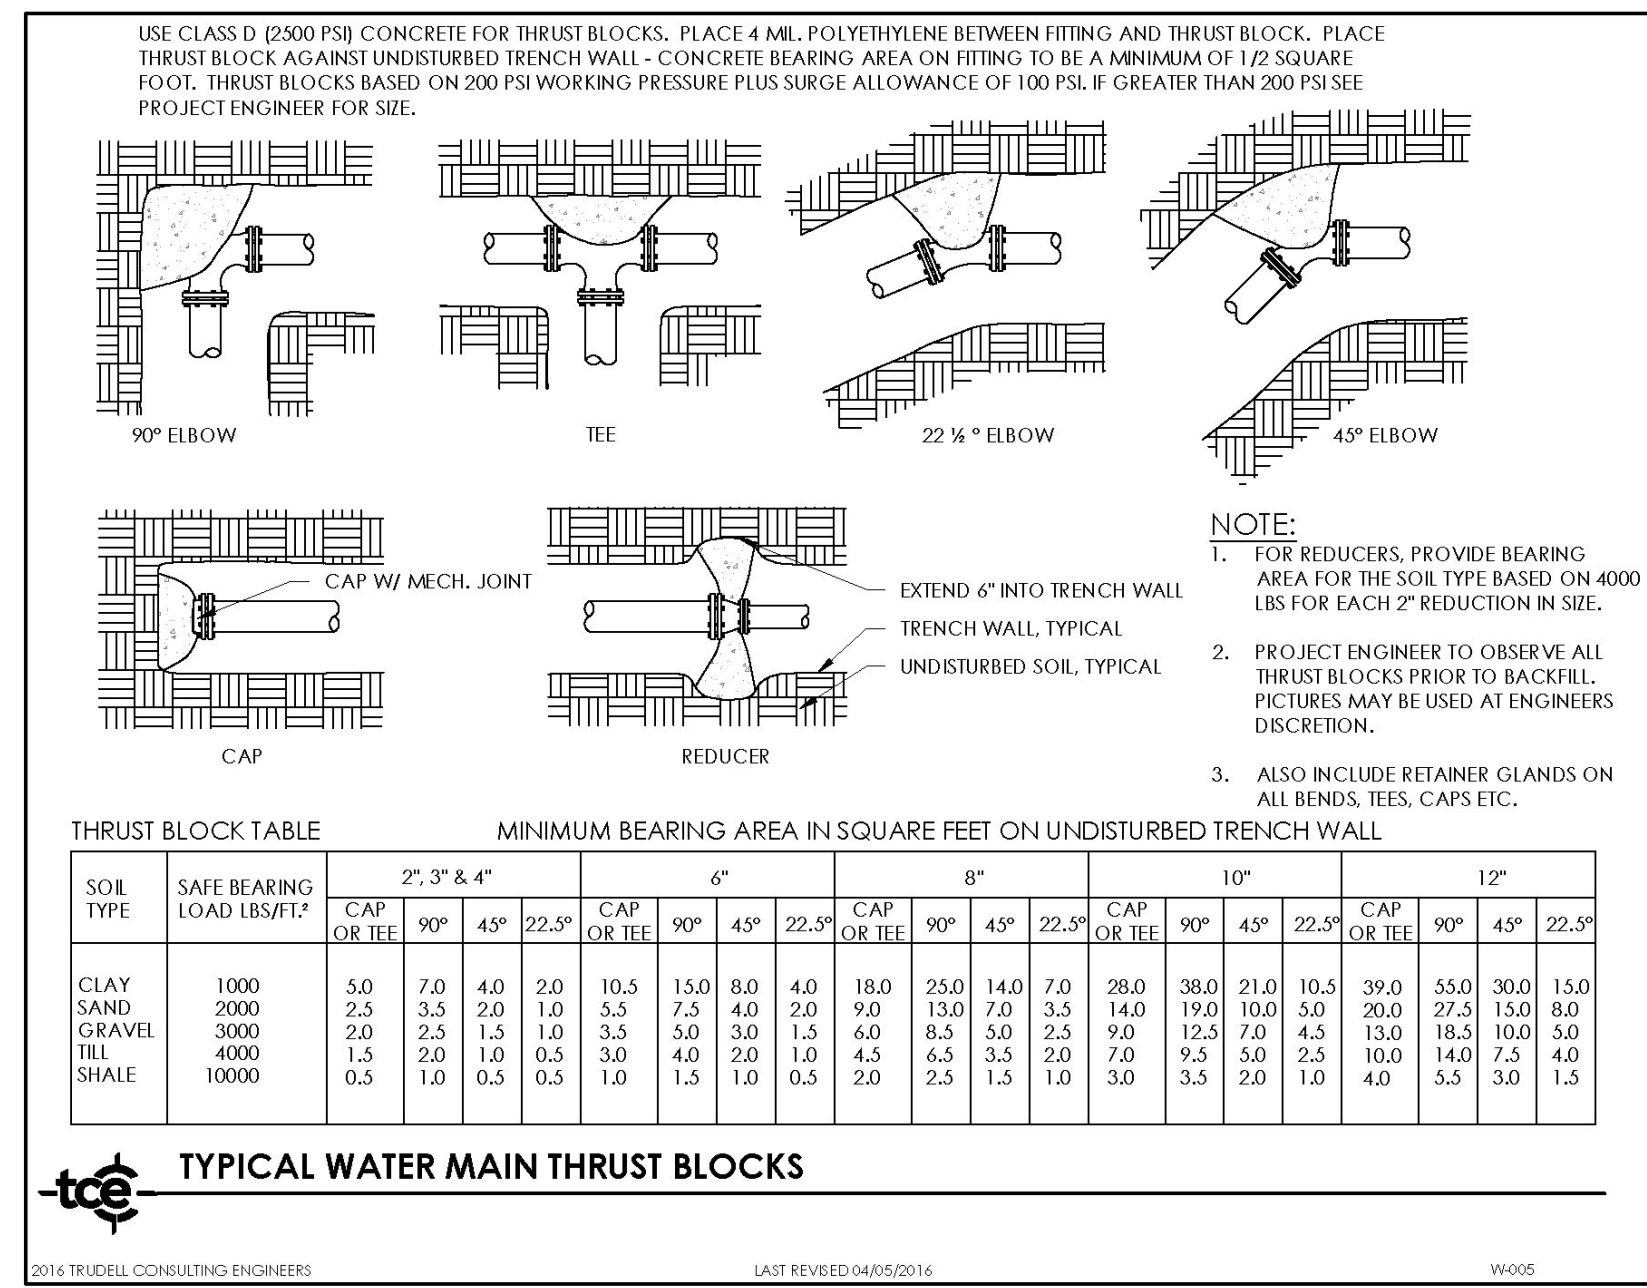 USE CLASS D (2500 PSI) CONCRETE FOR THRUST BLOCKS. PLACE 4 MIL. POLYETHYLENE BETWEEN FITTING AND THRUST BLOCK. PLACE
THRUST BLOCK AGAINST UNDISTURBED TRENCH WALL - CONCRETE BEARING AREA ON FITTING TO BE A MINIMUM OF 1/2 SQUARE
FOOT. THRUST BLOCKS BASED ON 200 PSI WORKING PRESSURE PLUS SURGE ALLOWANCE OF 100 PSI. IF GREATER THAN 200 PSI SEE
PROJECT ENGINEER FOR SIZE.
90° ELBOW
TEE
22 ½ ° ELBOW
45° ELBOW
CAP W/ MECH. JOINT
CAP
EXTEND 6" INTO TRENCH WALL
TRENCH WALL, TYPICAL
UNDISTURBED SOIL, TYPICAL
REDUCER
NOTE:
1. FOR REDUCERS, PROVIDE BEARING
AREA FOR THE SOIL TYPE BASED ON 4000
LBS FOR EACH 2" REDUCTION IN SIZE.
2. PROJECT ENGINEER TO OBSERVE ALL
THRUST BLOCKS PRIOR TO BACKFILL.
PICTURES MAY BE USED AT ENGINEERS
DISCRETION.
3. ALSO INCLUDE RETAINER GLANDS ON
ALL BENDS, TEES, CAPS ETC.
THRUST BLOCK TABLE MINIMUM BEARING AREA IN SQUARE FEET ON UNDISTURBED TRENCH WALL
SOIL TYPE SAFE BEARING LOAD LBS/FT.² 2", 3" & 4" 6" 8" 10" 12"
CAP OR TEE 90° 45° 22.5° CAP OR TEE 90° 45° 22.5° CAP OR TEE 90° 45° 22.5° CAP OR TEE 90° 45° 22.5° CAP OR TEE 90° 45° 22.5°
CLAY 1000 5.0 7.0 4.0 2.0 10.5 15.0 8.0 4.0 18.0 25.0 14.0 7.0 28.0 38.0 21.0 10.5 39.0 55.0 30.0 15.0
SAND 2000 2.5 3.5 2.0 1.0 5.5 7.5 4.0 2.0 9.0 13.0 7.0 3.5 14.0 19.0 10.0 5.0 20.0 27.5 15.0 8.0
GRAVEL 3000 2.0 2.5 1.5 1.0 3.5 5.0 3.0 1.5 6.0 8.5 5.0 2.5 9.0 12.5 7.0 4.5 13.0 18.5 10.0 5.0
TILL 4000 1.5 2.0 1.0 0.5 3.0 4.0 2.0 1.0 4.5 6.5 3.5 2.0 7.0 9.5 5.0 2.5 10.0 14.0 7.5 4.0
SHALE 10000 0.5 1.0 0.5 0.5 1.0 1.5 1.0 0.5 2.0 2.5 1.5 1.0 3.0 3.5 2.0 1.0 4.0 5.5 3.0 1.5
tce
TYPICAL WATER MAIN THRUST BLOCKS
2016 TRUDELL CONSULTING ENGINEERS
LAST REVISED 04/05/2016
W-005